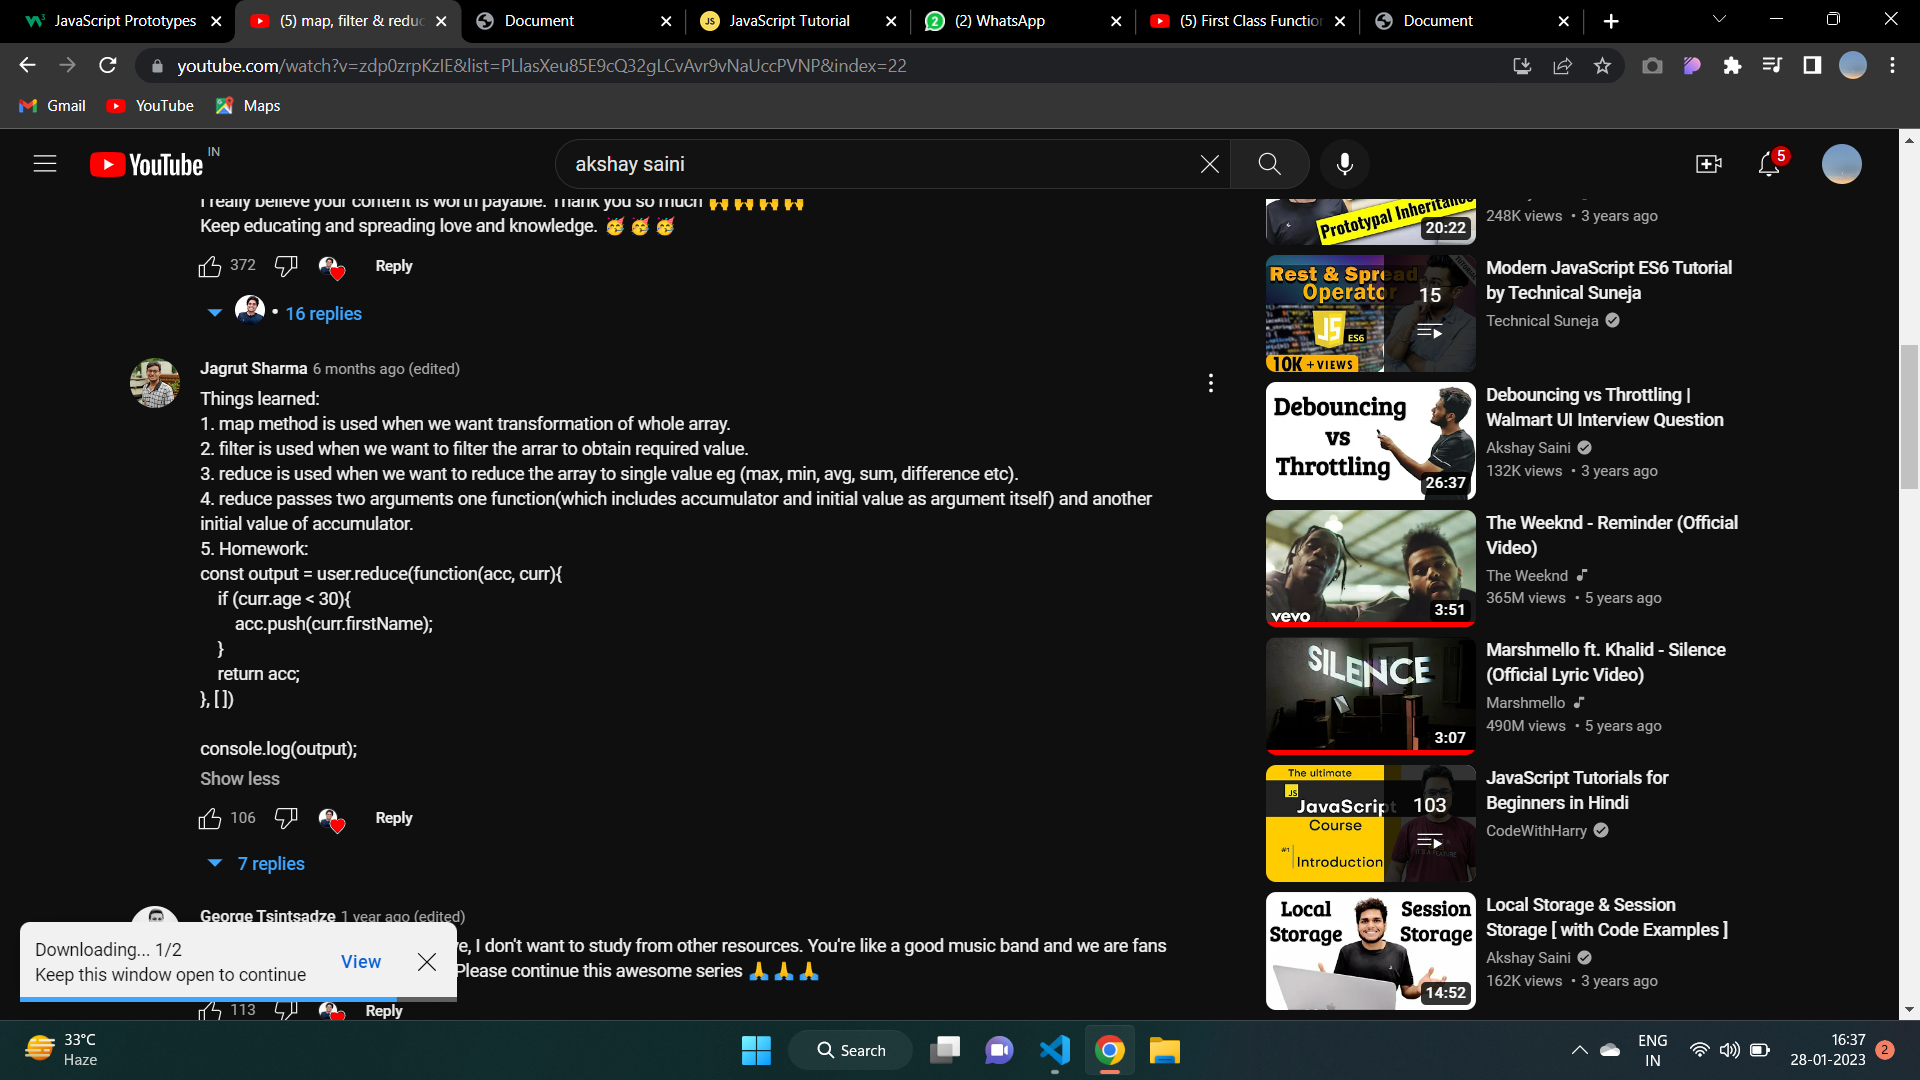 JavaScript Prototypes
(5) map, filter & reduc
Document
JavaScript Tutorial
(2) WhatsApp
(5) First Class Function
Document
youtube.com/watch?v=zdp0zrpKzIE&list=PLlasXeu85E9cQ32gLCvAvr9vNaUccPVNP&index=22
Gmail
YouTube
Maps
YouTube IN
akshay saini
5
I really believe your content is worth payable. Thank you so much 🙌🙌🙌🙌
Keep educating and spreading love and knowledge. 🥳🥳🥳
372 Reply
• 16 replies
Jagrut Sharma 6 months ago (edited)
Things learned:
1. map method is used when we want transformation of whole array.
2. filter is used when we want to filter the arrar to obtain required value.
3. reduce is used when we want to reduce the array to single value eg (max, min, avg, sum, difference etc).
4. reduce passes two arguments one function(which includes accumulator and initial value as argument itself) and another
initial value of accumulator.
5. Homework:
const output = user.reduce(function(acc, curr){
if (curr.age < 30){
acc.push(curr.firstName);
}
return acc;
}, [ ])
console.log(output);
Show less
106 Reply
7 replies
George Tsintsadze 1 year ago (edited)
ve, I don't want to study from other resources. You're like a good music band and we are fans
Please continue this awesome series 🙏🙏🙏
113 Reply
Downloading... 1/2
Keep this window open to continue
View
Prototypal Inheritance
20:22
248K views • 3 years ago
Rest & Spread
Operator
JS ES6
10K +VIEWS
15
Modern JavaScript ES6 Tutorial
by Technical Suneja
Technical Suneja
Debouncing
vs
Throttling
26:37
Debouncing vs Throttling |
Walmart UI Interview Question
Akshay Saini
132K views • 3 years ago
vevo
3:51
The Weeknd - Reminder (Official
Video)
The Weeknd
365M views • 5 years ago
SILENCE
3:07
Marshmello ft. Khalid - Silence
(Official Lyric Video)
Marshmello
490M views • 5 years ago
The ultimate
JS
JavaScript
Course
#1 Introduction
103
JavaScript Tutorials for
Beginners in Hindi
CodeWithHarry
Local
Storage
Session
Storage
14:52
Local Storage & Session
Storage [ with Code Examples ]
Akshay Saini
162K views • 3 years ago
33°C
Haze
Search
ENG
IN
16:37
28-01-2023
2